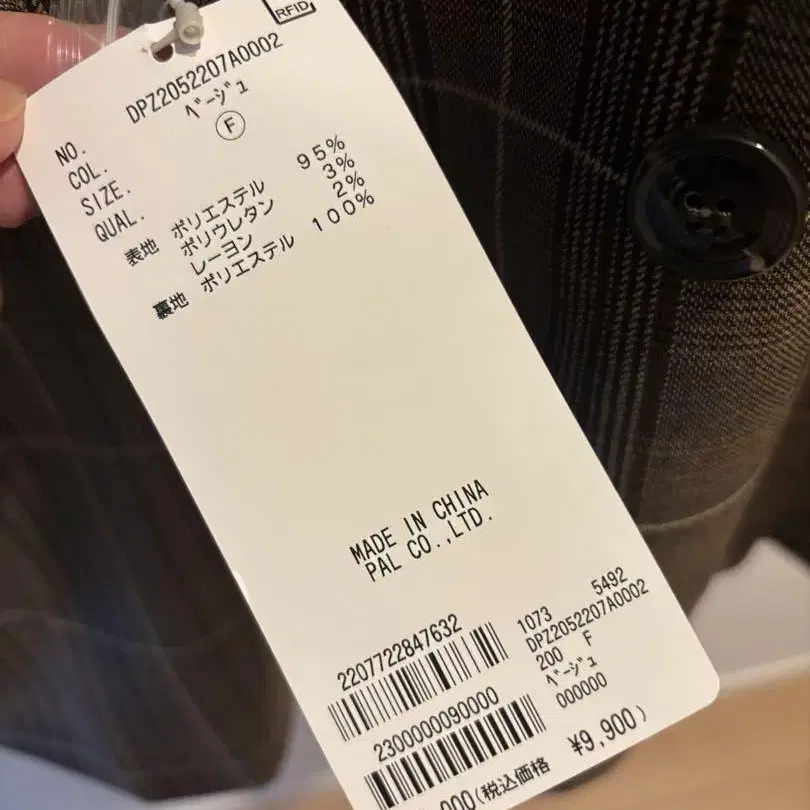 RFID
NO. DPZ2052207A0002
COL. ベージュ
SIZE. Ⓕ
QUAL.
表地 ポリエステル 95%
ポリウレタン 3%
レーヨン 2%
裏地 ポリエステル 100%
MADE IN CHINA
PAL CO.,LTD.
2207722847632
1073 5492
DPZ2052207A0002
200 F
ベージュ
000000
2300000090000
,000(税込価格 ¥9,900)